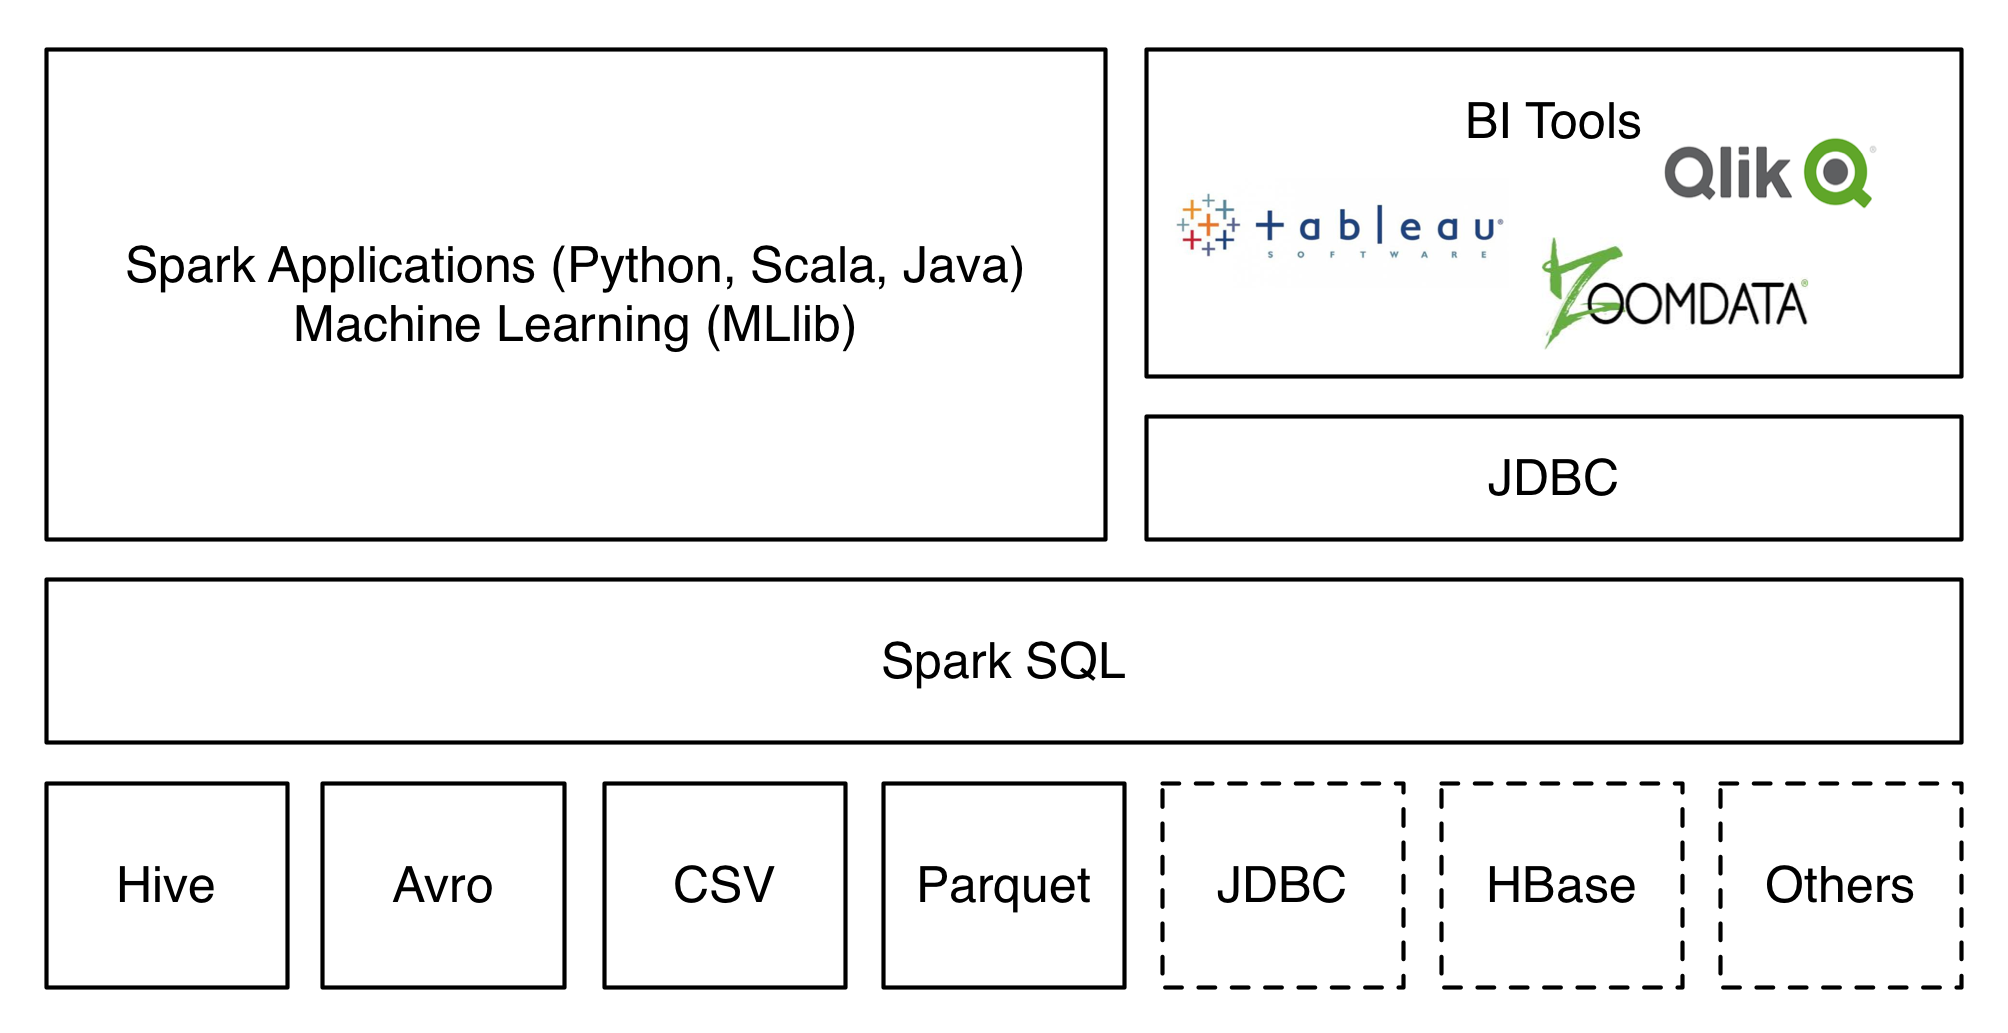 Spark Applications (Python, Scala, Java)
Machine Learning (MLlib)
BI Tools
Qlik
tableau
SOFTWARE
ZOOMDATA
JDBC
Spark SQL
Hive
Avro
CSV
Parquet
JDBC
HBase
Others